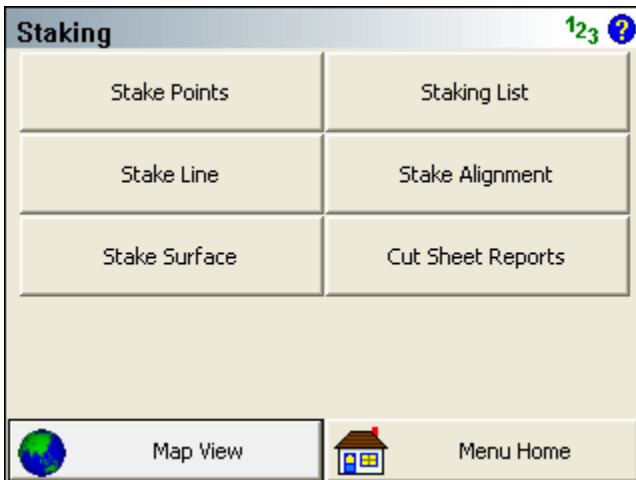 Staking
123
?
Stake Points
Staking List
Stake Line
Stake Alignment
Stake Surface
Cut Sheet Reports
Map View
Menu Home